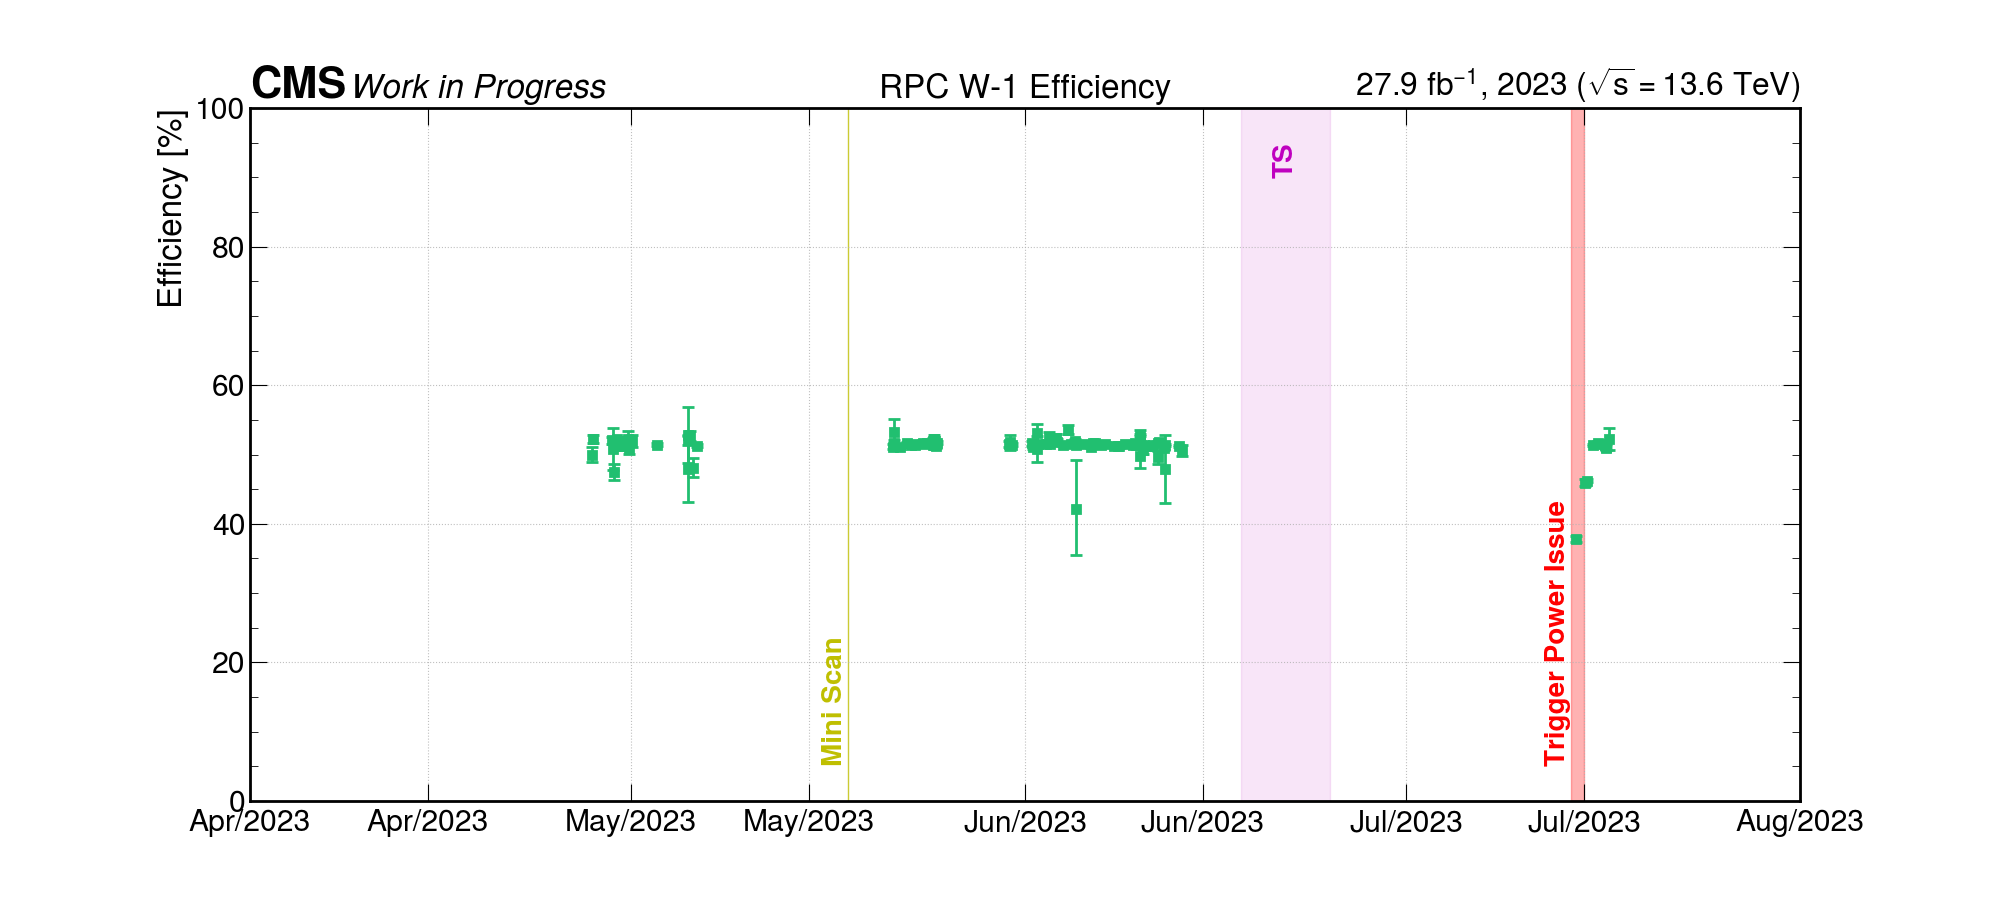 CMS Work in Progress RPC W-1 Efficiency 27.9 fb⁻¹, 2023 (√s = 13.6 TeV)
Efficiency [%]
100
80
60
40
20
0
TS
Mini Scan
Trigger Power Issue
Apr/2023 Apr/2023 May/2023 May/2023 Jun/2023 Jun/2023 Jul/2023 Jul/2023 Aug/2023